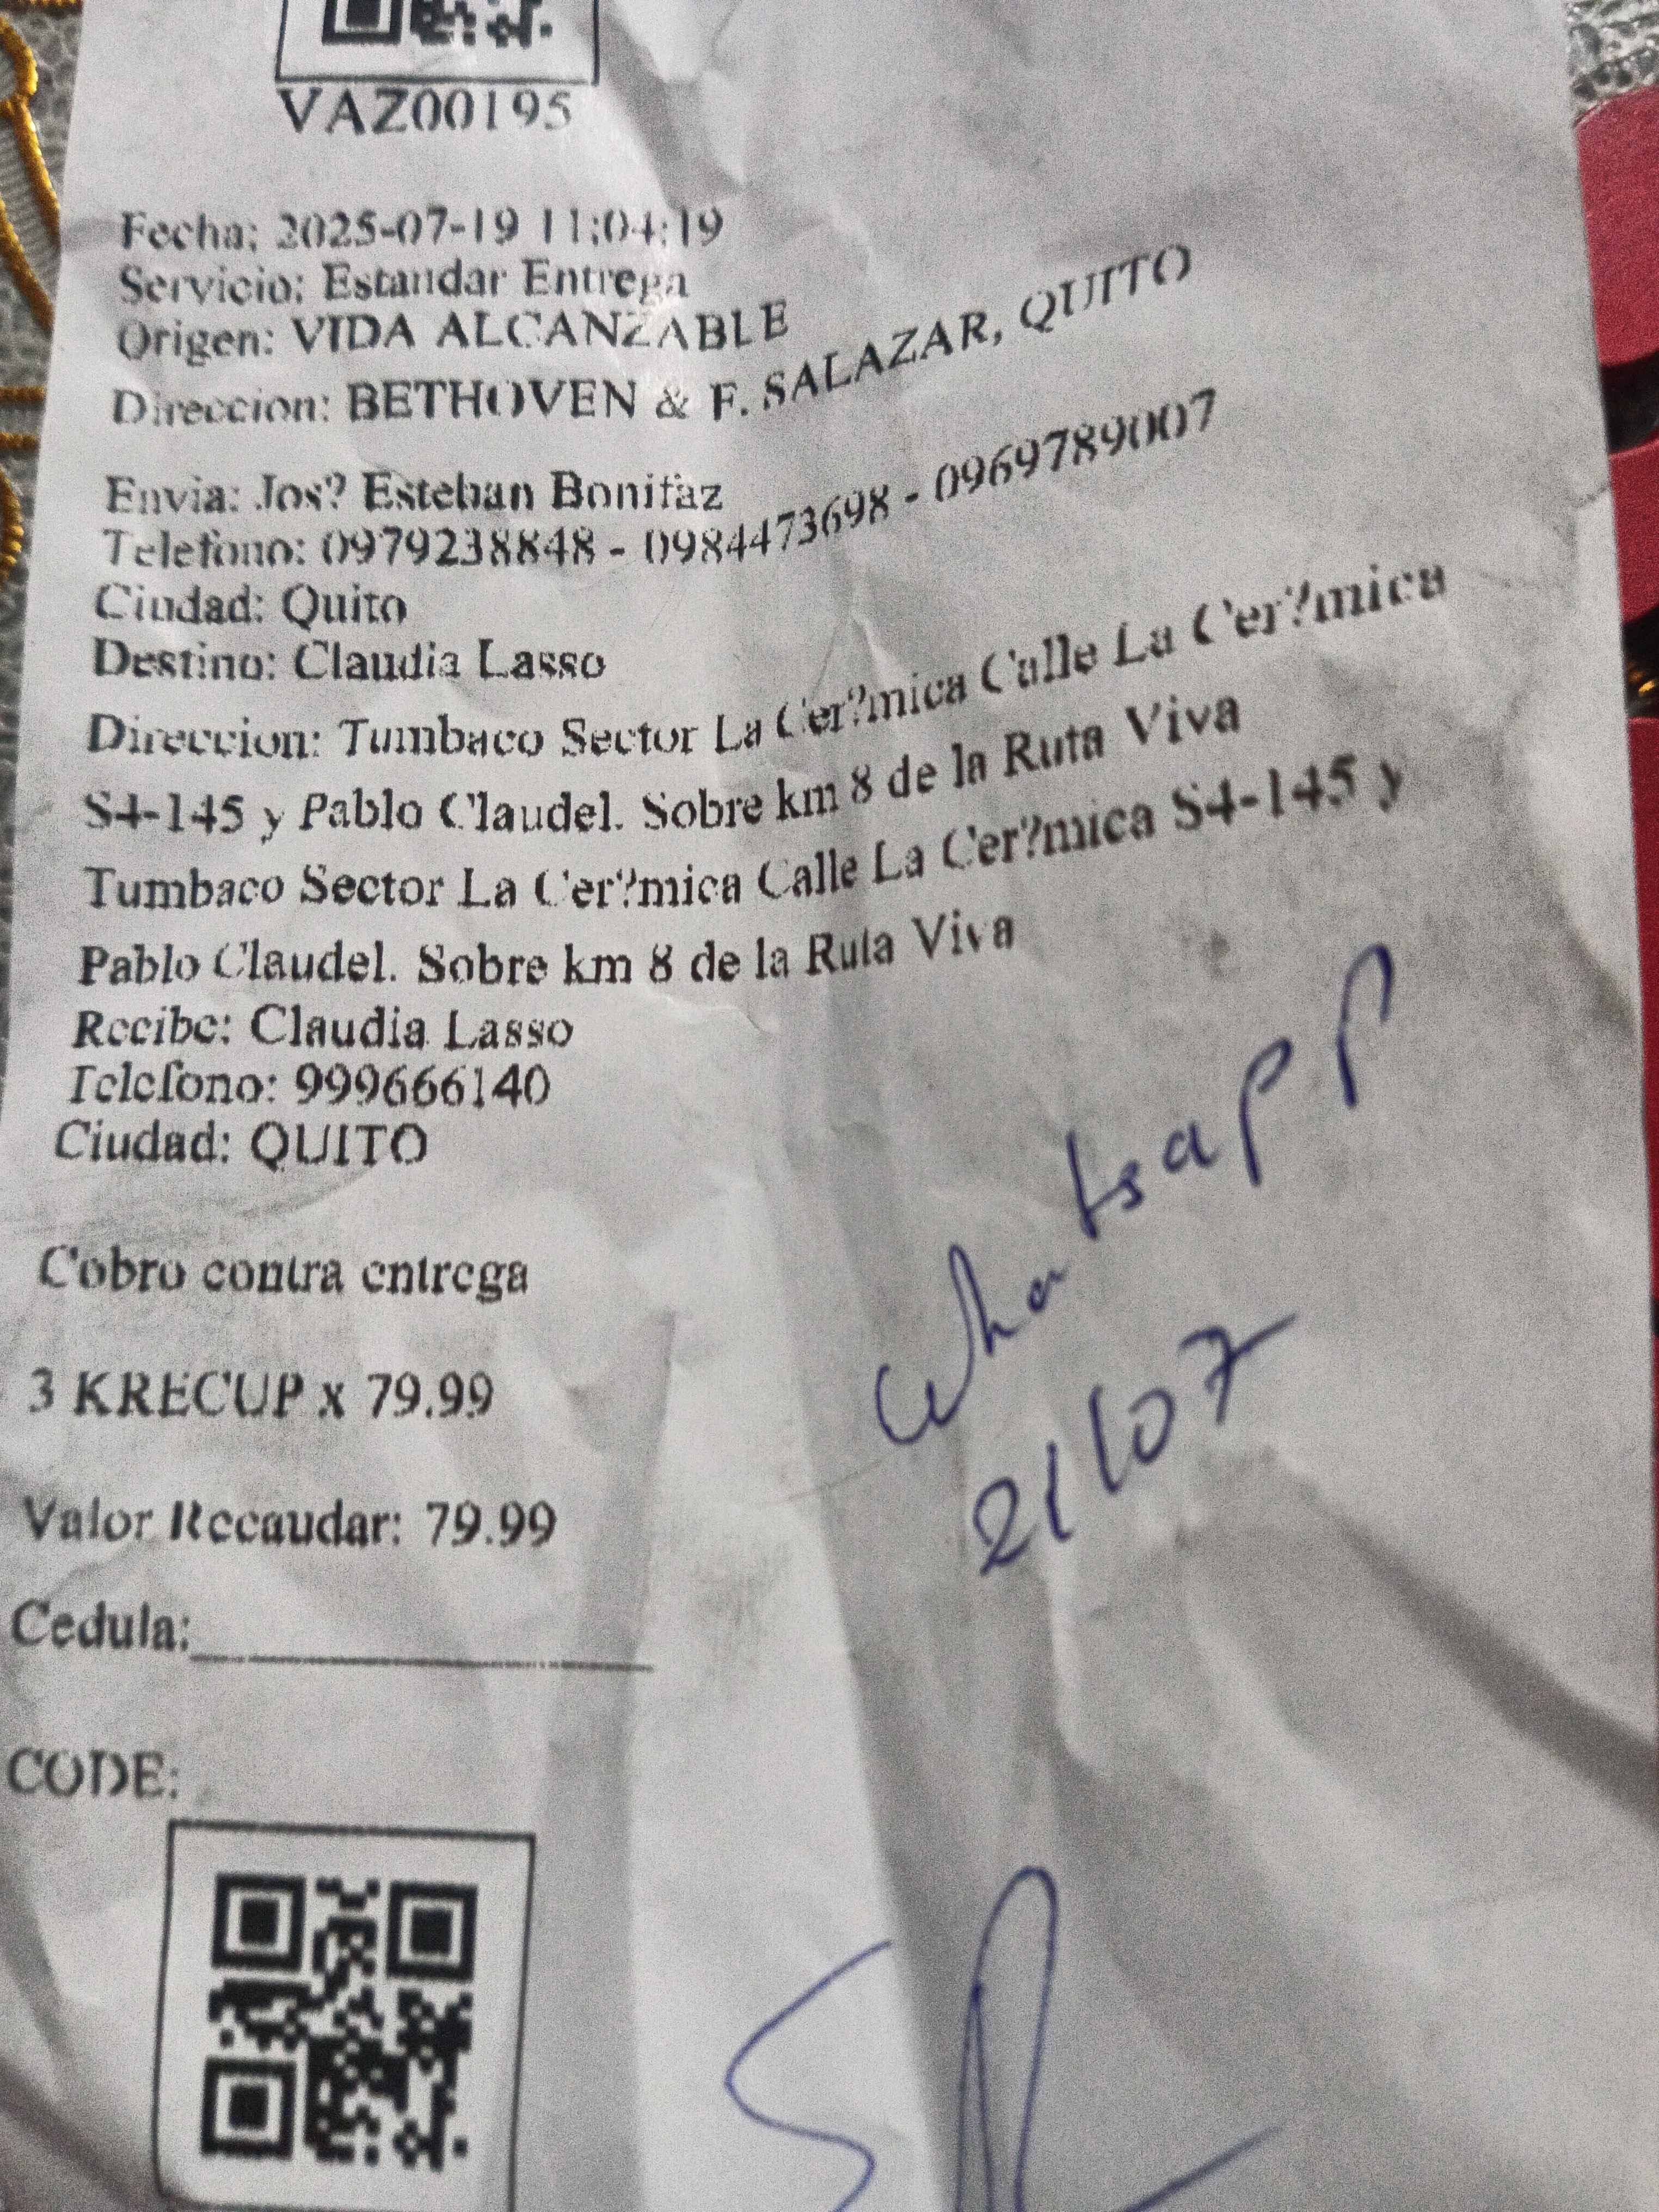 VAZ00195
Fecha: 2025-07-19 11:04:19
Servicio: Estandar Entrega
Origen: VIDA ALCANZABLE
Direccion: BETHOVEN & F. SALAZAR, QUITO
Envia: Jos? Esteban Bonifaz
Telefono: 0979238848 - 0984473698 - 0969789007
Ciudad: Quito
Destino: Claudia Lasso
Direccion: Tumbaco Sector La Cer?mica Calle La Cer?mica
S4-145 y Pablo Claudel. Sobre km 8 de la Ruta Viva
Tumbaco Sector La Cer?mica Calle La Cer?mica S4-145 y
Pablo Claudel. Sobre km 8 de la Ruta Viva
Recibe: Claudia Lasso
Telefono: 999666140
Ciudad: QUITO
Cobro contra entrega
3 KRECUP x 79.99
Valor Recaudar: 79.99
Cedula:
CODE:
Whatsapp
21/07